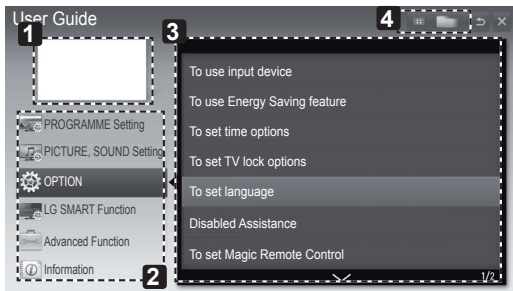 User Guide
1
3
4
PROGRAMME Setting
PICTURE, SOUND Setting
OPTION
LG SMART Function
Advanced Function
Information
2
To use input device
To use Energy Saving feature
To set time options
To set TV lock options
To set language
Disabled Assistance
To set Magic Remote Control
1/2